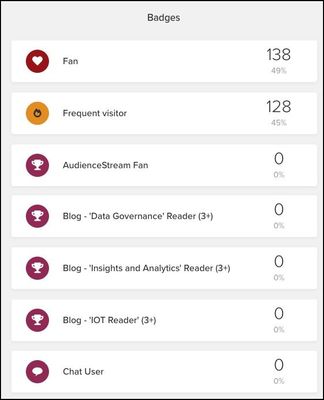 Badges
Fan
138
49%
Frequent visitor
128
45%
AudienceStream Fan
0
0%
Blog - 'Data Governance' Reader (3+)
0
0%
Blog - 'Insights and Analytics' Reader (3+)
0
0%
Blog - 'IOT Reader' (3+)
0
0%
Chat User
0
0%